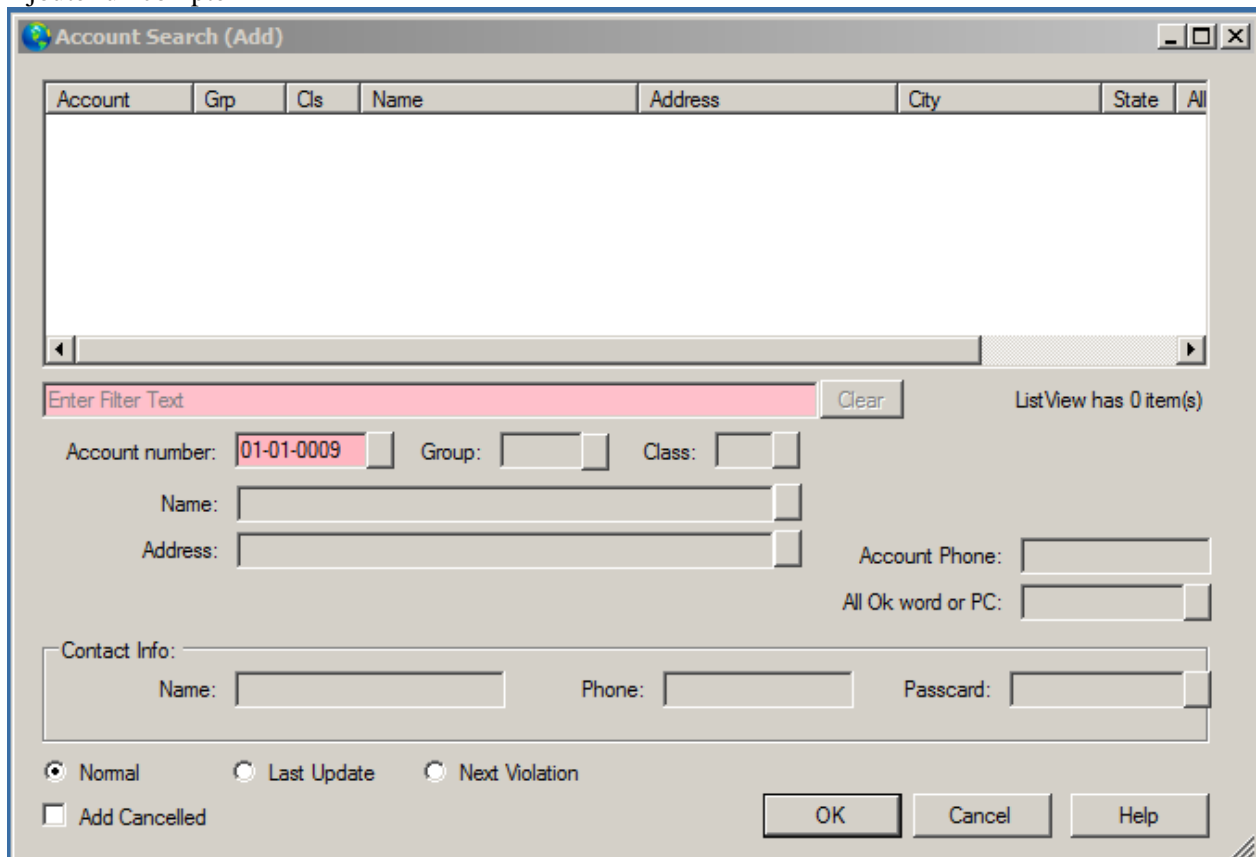 Account Search (Add)
Account Grp Cls Name Address City State All
Enter Filter Text Clear ListView has 0 item(s)
Account number: 01-01-0009 Group: Class:
Name:
Address:
Account Phone:
All Ok word or PC:
Contact Info:
Name: Phone: Passcard:
Normal Last Update Next Violation
Add Cancelled OK Cancel Help